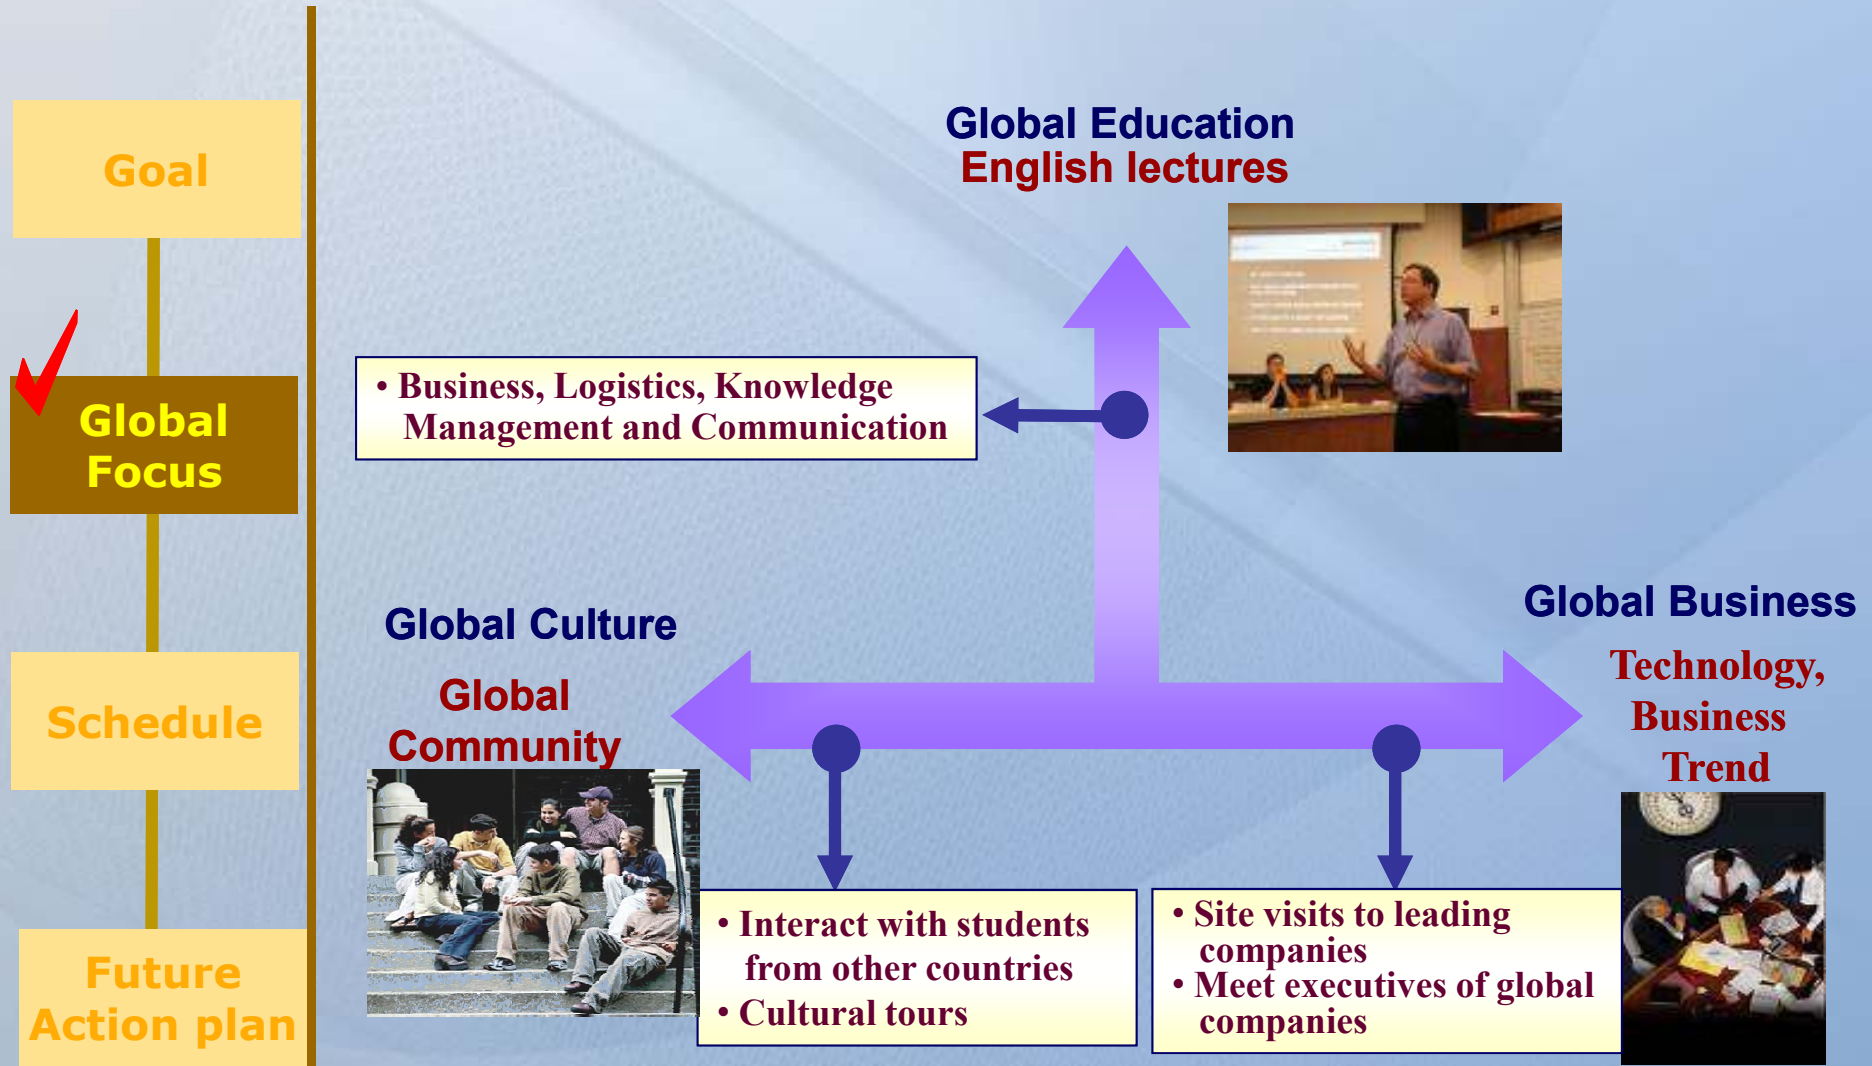 Goal
Global
Focus
Schedule
Future
Action plan
Global Education
English lectures
• Business, Logistics, Knowledge
Management and Communication
Global Culture
Global
Community
• Interact with students
from other countries
• Cultural tours
Global Business
Technology,
Business
Trend
• Site visits to leading
companies
• Meet executives of global
companies